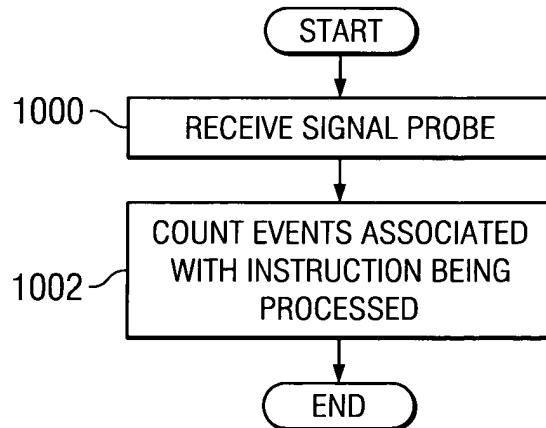 START
1000
RECEIVE SIGNAL PROBE
COUNT EVENTS ASSOCIATED
WITH INSTRUCTION BEING
PROCESSED
1002
END